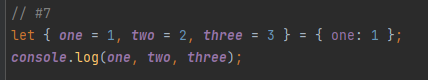 // #7
let { one = 1, two = 2, three = 3 } = { one: 1 };
console.log(one, two, three);